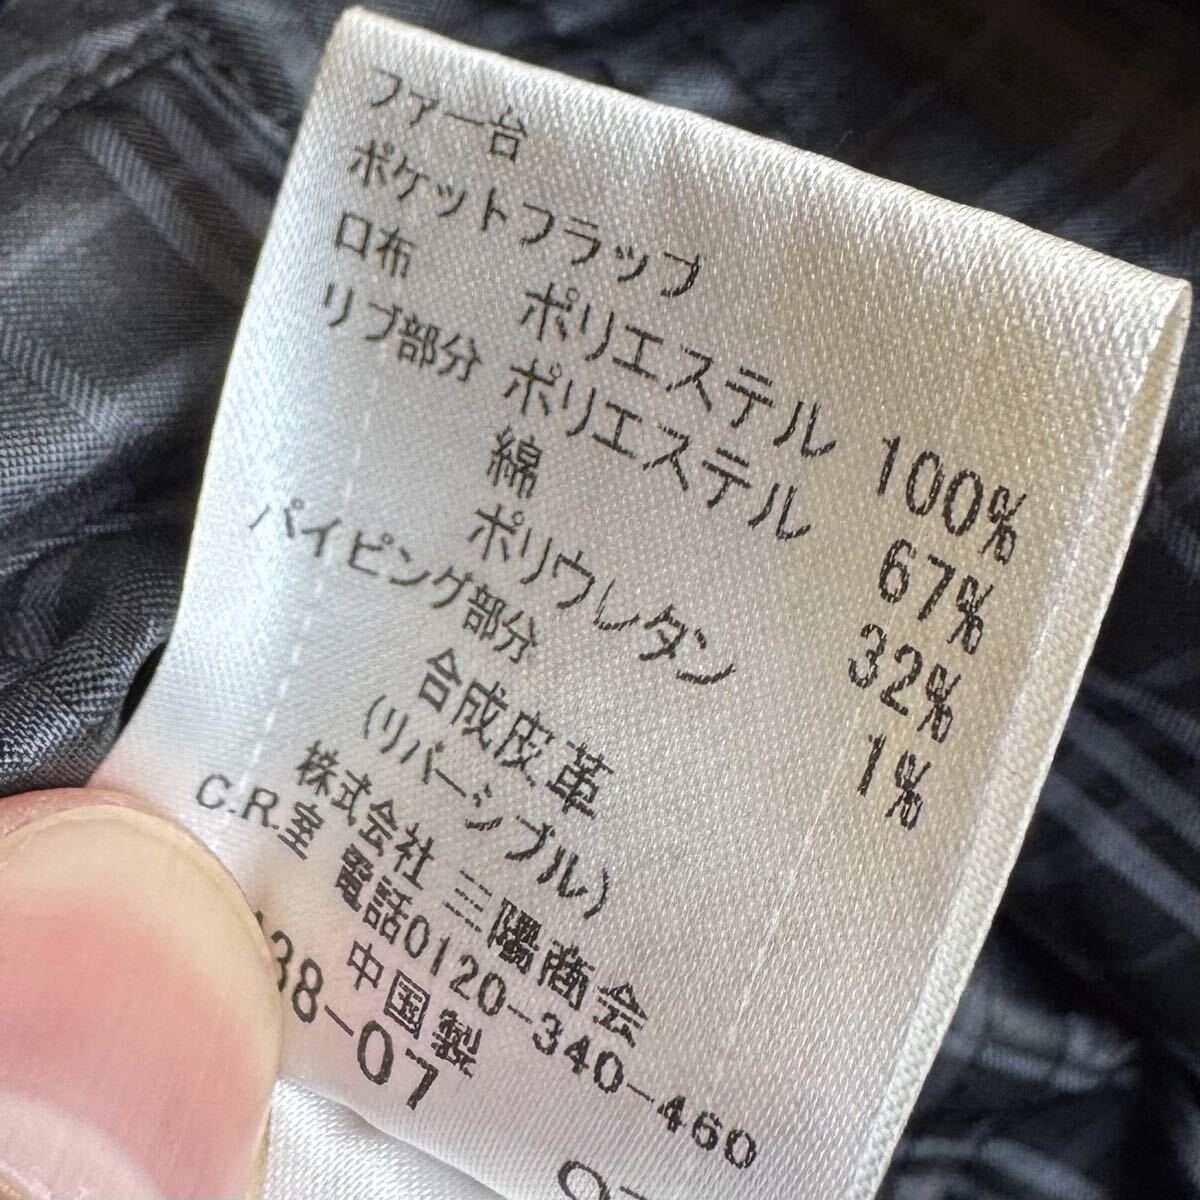 ファー台
ポケットフラップ
口布 ポリエステル 100%
リブ部分 ポリエステル 67%
綿 32%
ポリウレタン 1%
パイピング部分
合成皮革
(リバーシブル)
株式会社 三陽商会
C.R.室 電話0120-340-460
中国製
38-07